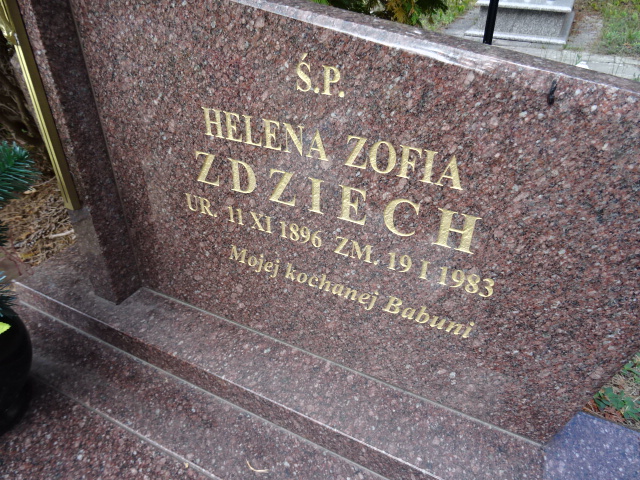 Ś.P.
HELENA ZOFIA
ZDZIECH
UR. 11 XI 1896 ZM. 19 I 1983
Mojej kochanej Babuni